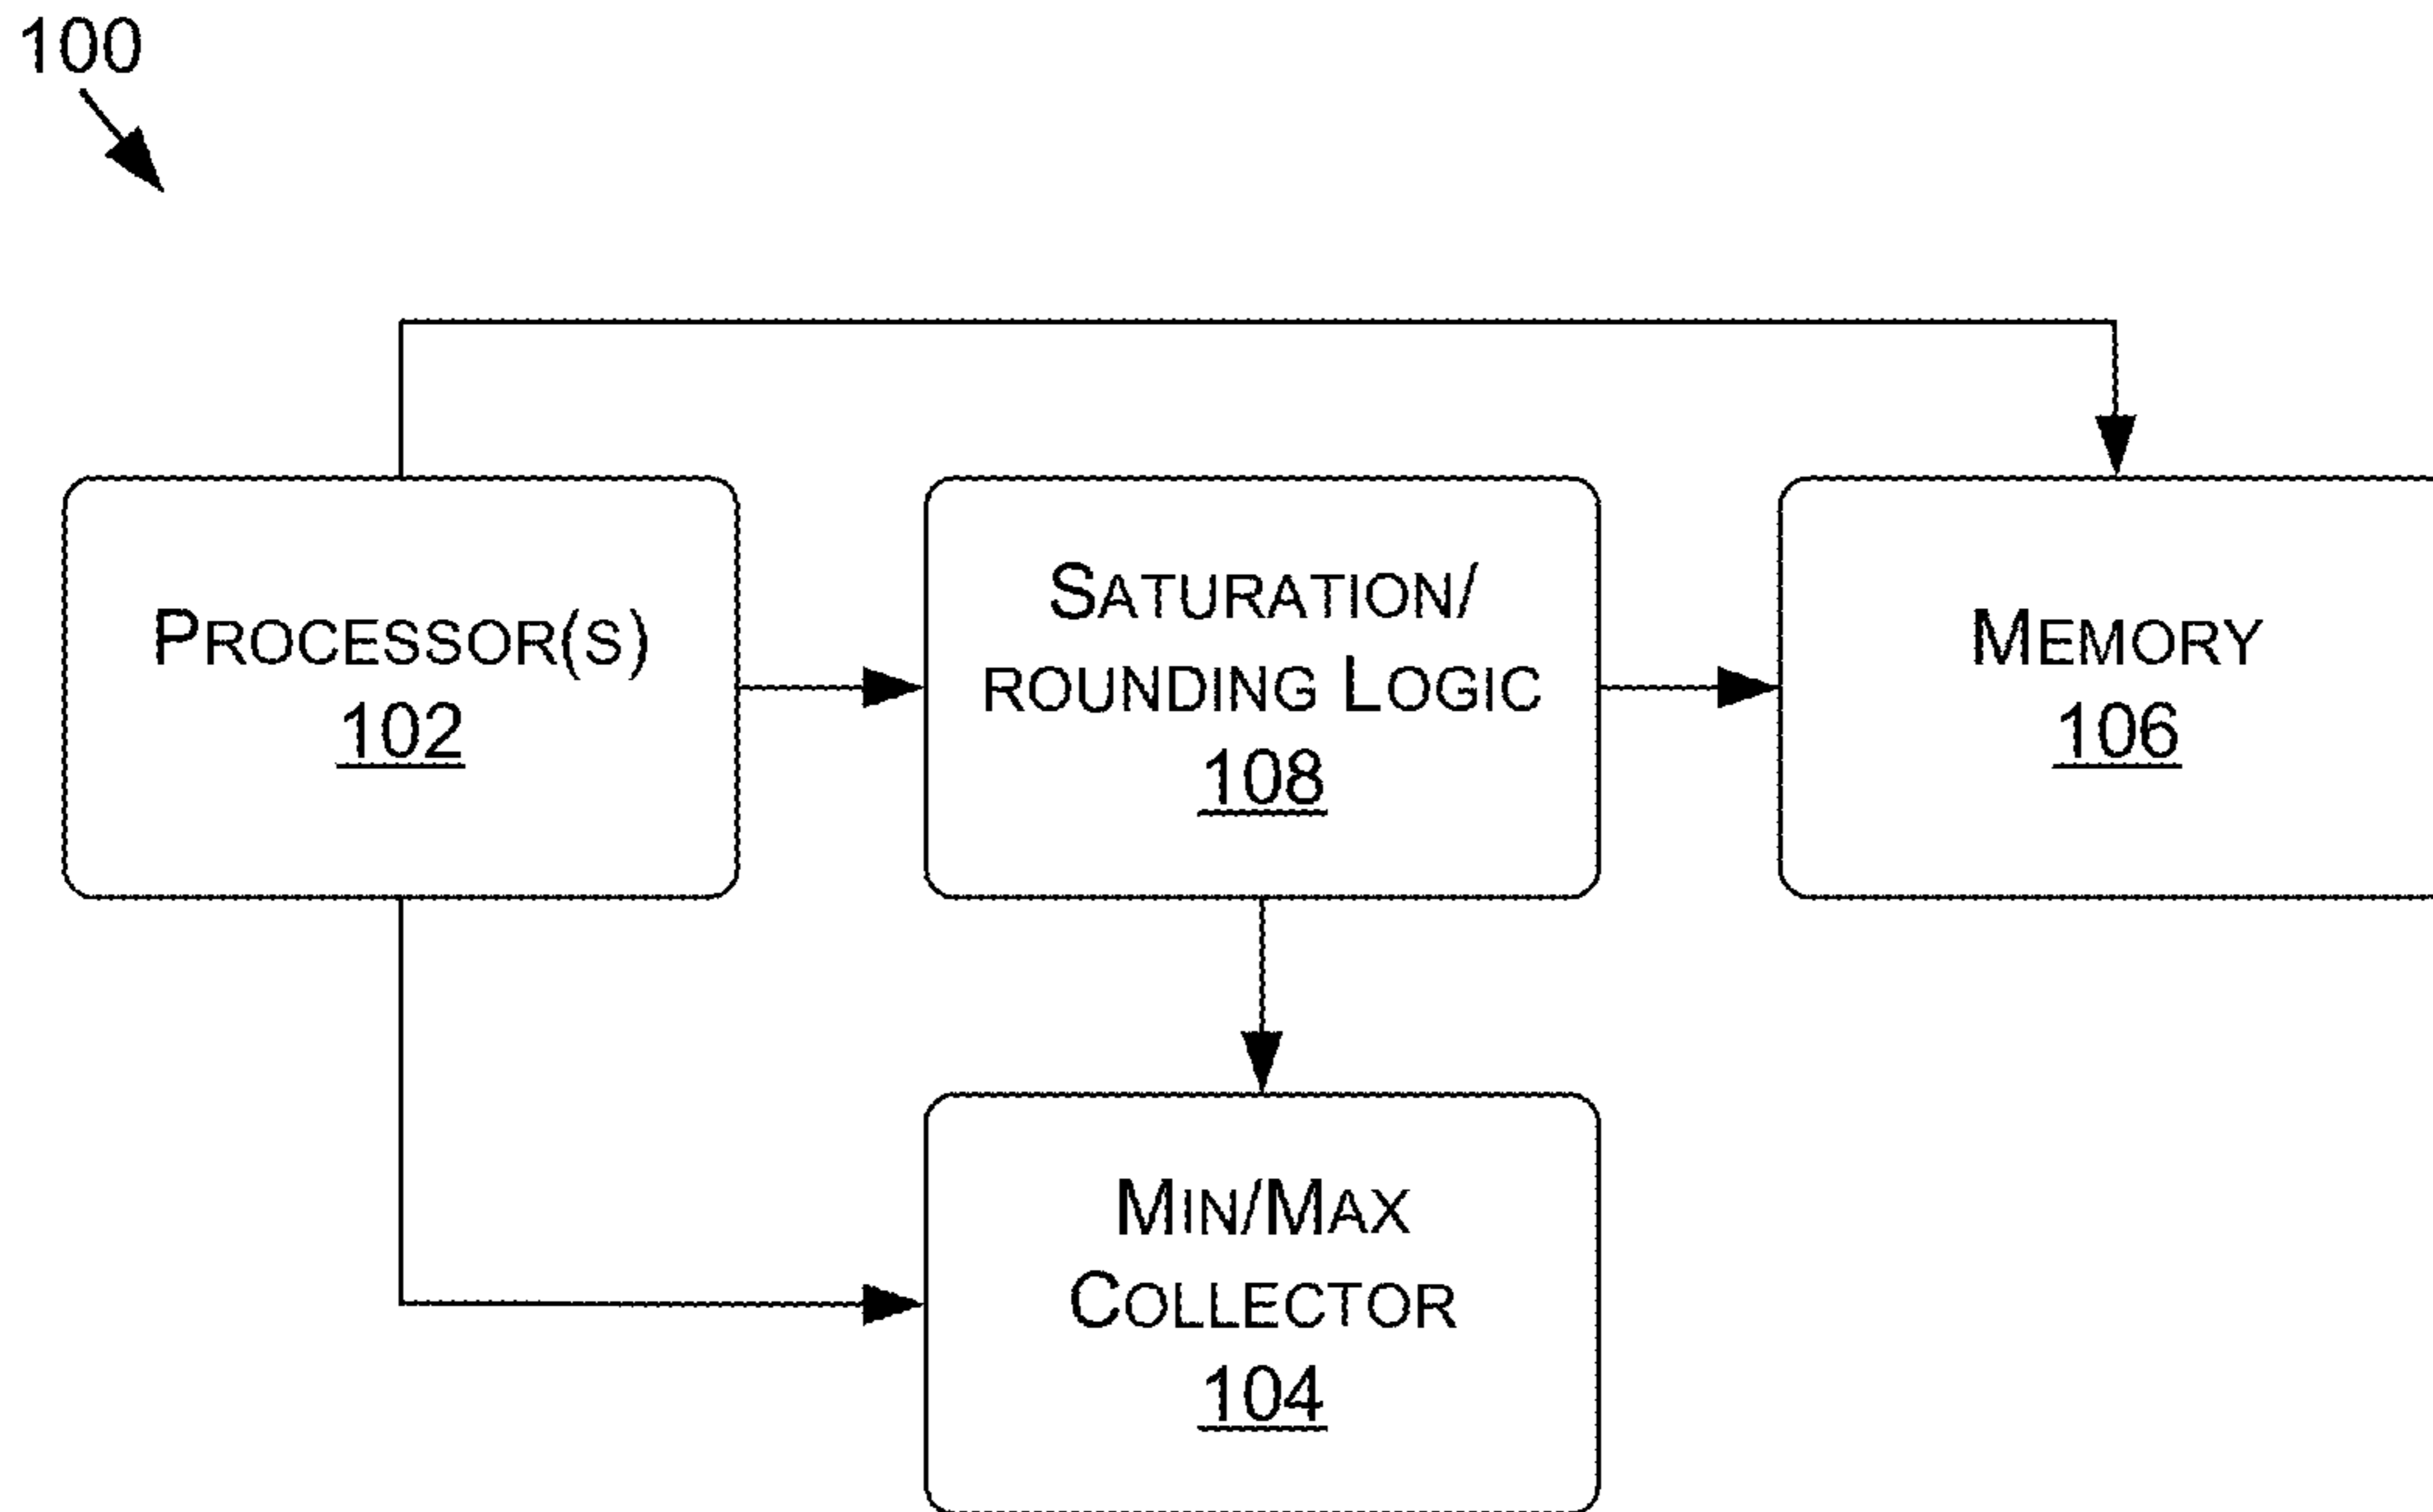 100
PROCESSOR(S)
102
SATURATION/
ROUNDING LOGIC
108
MEMORY
106
MIN/MAX
COLLECTOR
104